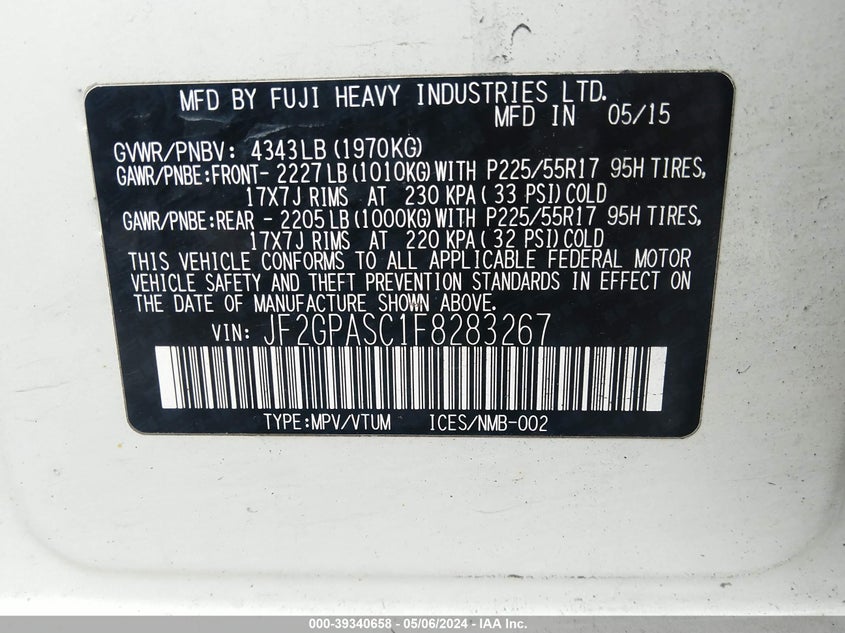 MFD BY FUJI HEAVY INDUSTRIES LTD.
MFD IN 05/15
GVWR/PNBV: 4343LB(1970KG)
GAWR/PNBE:FRONT- 2227LB(1010KG)WITH P225/55R17 95H TIRES,
17X7J RIMS AT 230 KPA( 33 PSI)COLD
GAWR/PNBE:REAR - 2205LB(1000KG)WITH P225/55R17 95H TIRES,
17X7J RIMS AT 220 KPA( 32 PSI)COLD
THIS VEHICLE CONFORMS TO ALL APPLICABLE FEDERAL MOTOR
VEHICLE SAFETY AND THEFT PREVENTION STANDARDS IN EFFECT ON
THE DATE OF MANUFACTURE SHOWN ABOVE.
VIN: JF2GPASC1F8283267
TYPE:MPV/VTUM ICES/NMB-002
000-39340658 - 05/06/2024 - IAA Inc.